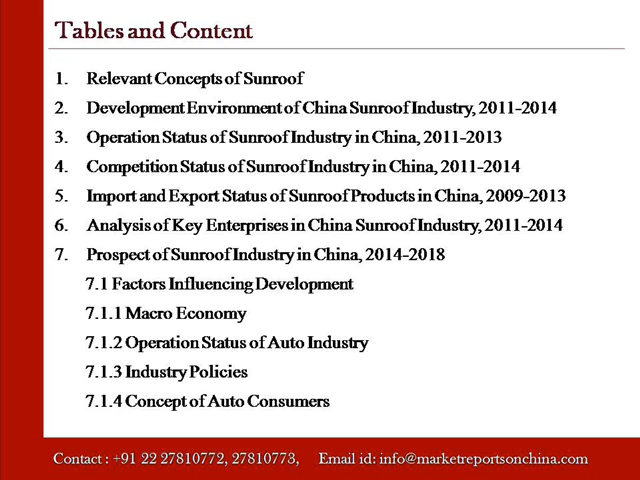 Tables and Content
1. Relevant Concepts of Sunroof
2. Development Environment of China Sunroof Industry, 2011-2014
3. Operation Status of Sunroof Industry in China, 2011-2013
4. Competition Status of Sunroof Industry in China, 2011-2014
5. Import and Export Status of Sunroof Products in China, 2009-2013
6. Analysis of Key Enterprises in China Sunroof Industry, 2011-2014
7. Prospect of Sunroof Industry in China, 2014-2018
7.1 Factors Influencing Development
7.1.1 Macro Economy
7.1.2 Operation Status of Auto Industry
7.1.3 Industry Policies
7.1.4 Concept of Auto Consumers
Contact : +91 22 27810772, 27810773, Email id: info@marketreportsonchina.com